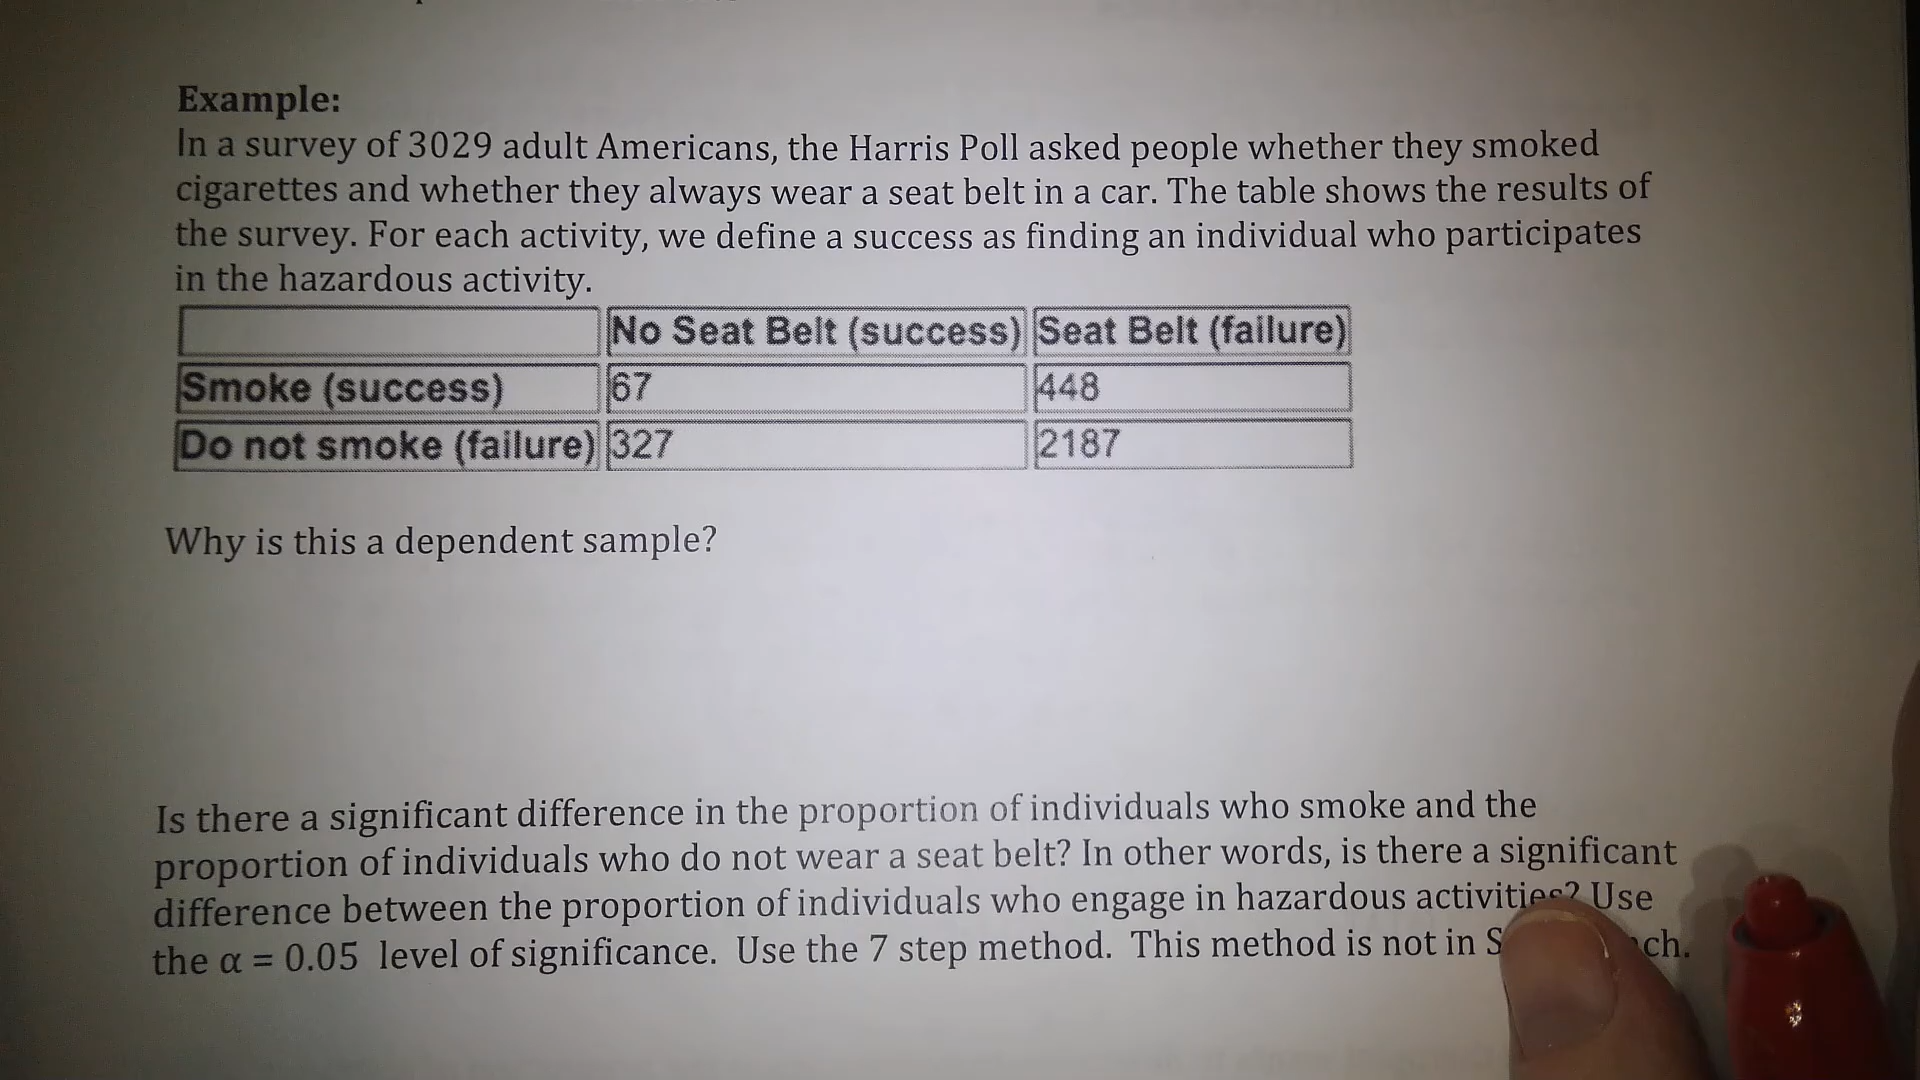 Example:
In a survey of 3029 adult Americans, the Harris Poll asked people whether they smoked
cigarettes and whether they always wear a seat belt in a car. The table shows the results of
the survey. For each activity, we define a success as finding an individual who participates
in the hazardous activity.
No Seat Belt (success) Seat Belt (failure)
Smoke (success) 67 448
Do not smoke (failure) 327 2187
Why is this a dependent sample?
Is there a significant difference in the proportion of individuals who smoke and the
proportion of individuals who do not wear a seat belt? In other words, is there a significant
difference between the proportion of individuals who engage in hazardous activities? Use
the α = 0.05 level of significance. Use the 7 step method. This method is not in